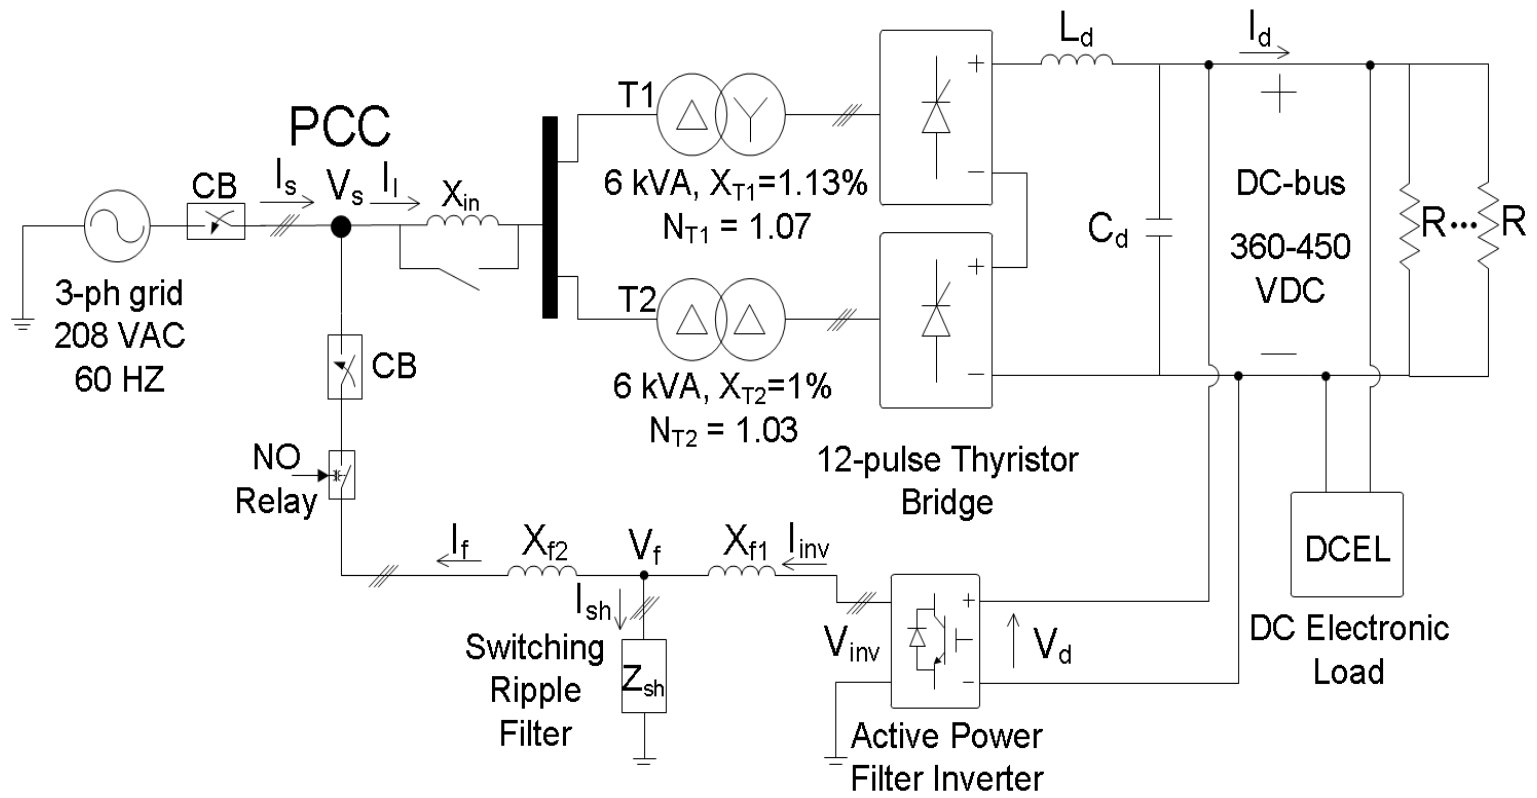 PCC
3-ph grid
208 VAC
60 HZ
CB
Is
Vs
Il
Xin
CB
NO
Relay
T1
6 kVA, XT1=1.13%
NT1 = 1.07
T2
6 kVA, XT2=1%
NT2 = 1.03
12-pulse Thyristor
Bridge
+
−
+
−
Ld
Cd
Id
+
DC-bus
360-450
VDC
−
R...R
DCEL
DC Electronic
Load
If
Xf2
Vf
Xf1
Iinv
Ish
Switching
Ripple
Filter
Zsh
Vinv
+
−
Vd
Active Power
Filter Inverter